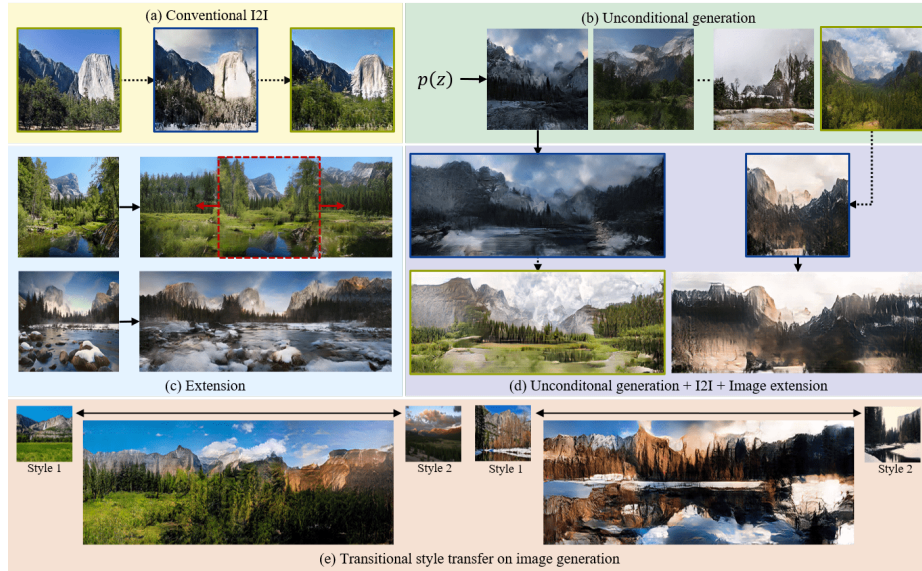 (a) Conventional I2I
(b) Unconditional generation
p(z)
(c) Extension
(d) Unconditonal generation + I2I + Image extension
Style 1
Style 2
Style 1
Style 2
(e) Transitional style transfer on image generation